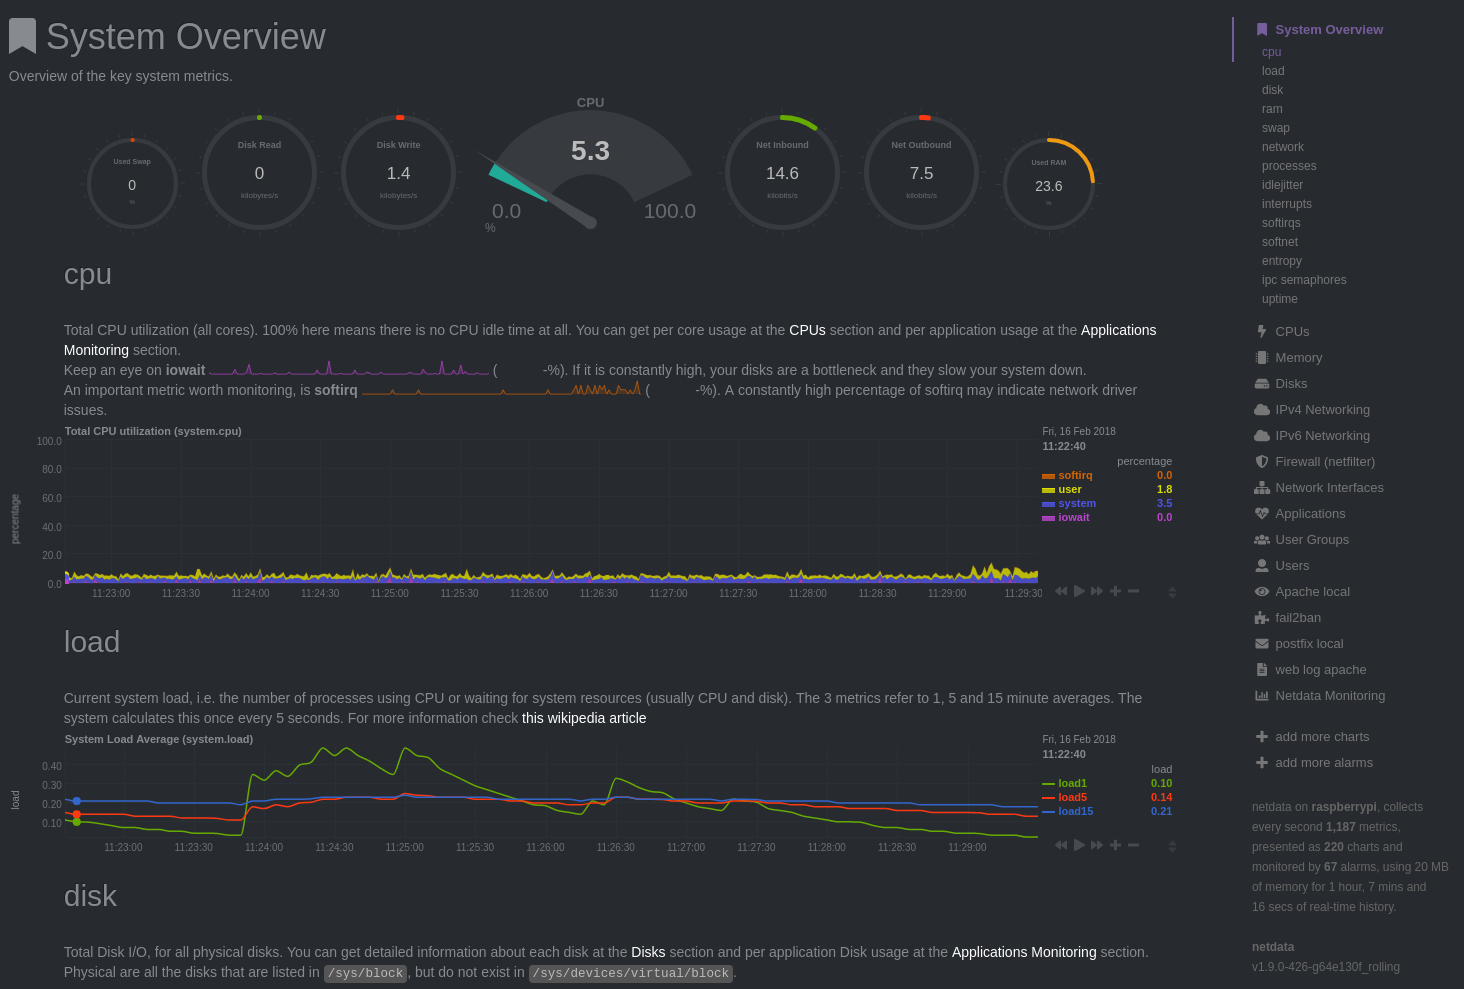 System Overview
Overview of the key system metrics.
Used Swap
0
%
Disk Read
0
kilobytes/s
Disk Write
1.4
kilobytes/s
CPU
5.3
0.0
100.0
%
Net Inbound
14.6
kilobits/s
Net Outbound
7.5
kilobits/s
Used RAM
23.6
%
cpu
Total CPU utilization (all cores). 100% here means there is no CPU idle time at all. You can get per core usage at the CPUs section and per application usage at the Applications
Monitoring section.
Keep an eye on iowait ( -%). If it is constantly high, your disks are a bottleneck and they slow your system down.
An important metric worth monitoring, is softirq ( -%). A constantly high percentage of softirq may indicate network driver
issues.
Total CPU utilization (system.cpu)
percentage
100.0
80.0
60.0
40.0
20.0
0.0
11:23:00 11:23:30 11:24:00 11:24:30 11:25:00 11:25:30 11:26:00 11:26:30 11:27:00 11:27:30 11:28:00 11:28:30 11:29:00 11:29:30
Fri, 16 Feb 2018
11:22:40
percentage
softirq 0.0
user 1.8
system 3.5
iowait 0.0
load
Current system load, i.e. the number of processes using CPU or waiting for system resources (usually CPU and disk). The 3 metrics refer to 1, 5 and 15 minute averages. The
system calculates this once every 5 seconds. For more information check this wikipedia article
System Load Average (system.load)
load
0.40
0.30
0.20
0.10
11:23:00 11:23:30 11:24:00 11:24:30 11:25:00 11:25:30 11:26:00 11:26:30 11:27:00 11:27:30 11:28:00 11:28:30 11:29:00
Fri, 16 Feb 2018
11:22:40
load
load1 0.10
load5 0.14
load15 0.21
disk
Total Disk I/O, for all physical disks. You can get detailed information about each disk at the Disks section and per application Disk usage at the Applications Monitoring section.
Physical are all the disks that are listed in /sys/block, but do not exist in /sys/devices/virtual/block.
System Overview
cpu
load
disk
ram
swap
network
processes
idlejitter
interrupts
softirqs
softnet
entropy
ipc semaphores
uptime
CPUs
Memory
Disks
IPv4 Networking
IPv6 Networking
Firewall (netfilter)
Network Interfaces
Applications
User Groups
Users
Apache local
fail2ban
postfix local
web log apache
Netdata Monitoring
add more charts
add more alarms
netdata on raspberrypi, collects
every second 1,187 metrics,
presented as 220 charts and
monitored by 67 alarms, using 20 MB
of memory for 1 hour, 7 mins and
16 secs of real-time history.
netdata
v1.9.0-426-g64e130f_rolling